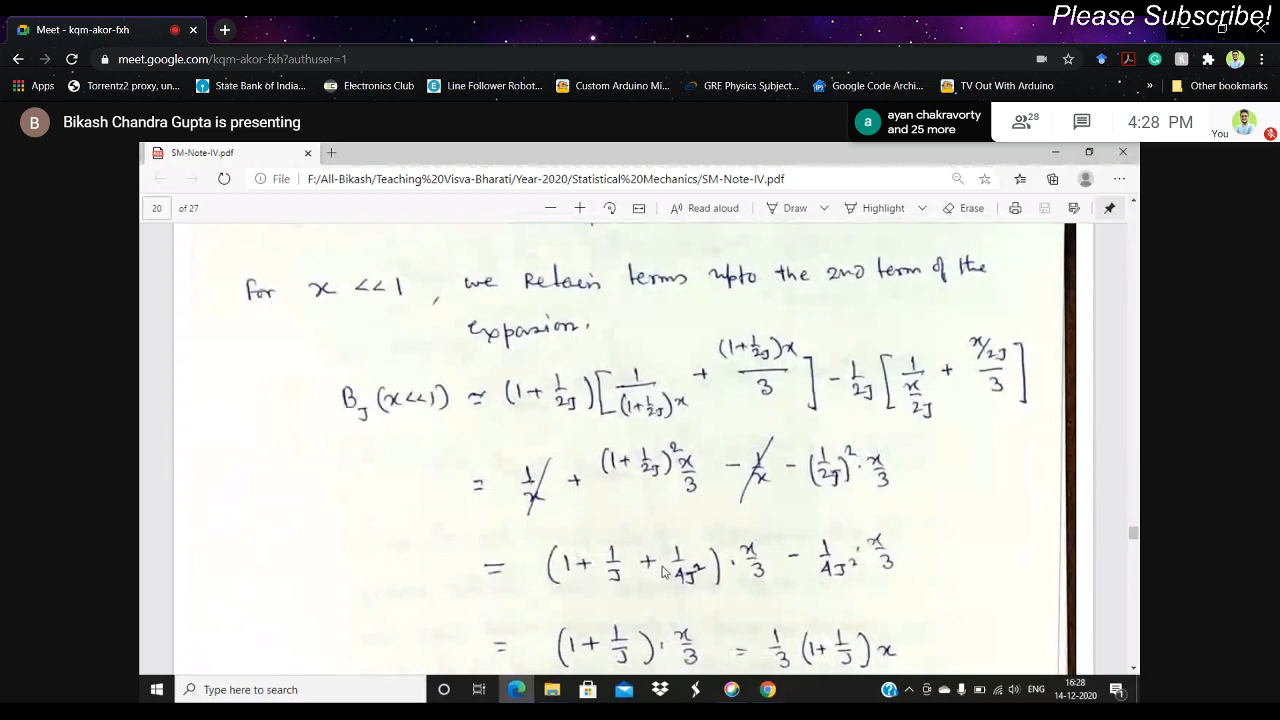 Please Subscribe!
Meet - kqm-akor-fxh
meet.google.com/kqm-akor-fxh?authuser=1
Apps Torrentz2 proxy, un... State Bank of India... Electronics Club Line Follower Robot... Custom Arduino Mi... GRE Physics Subject... Google Code Archi... TV Out With Arduino » Other bookmarks
B Bikash Chandra Gupta is presenting
a ayan chakravorty and 25 more 28 4:28 PM You
SM-Note-IV.pdf
File F:/All-Bikash/Teaching%20Visva-Bharati/Year-2020/Statistical%20Mechanics/SM-Note-IV.pdf
20 of 27 Read aloud Draw Highlight Erase
For x <<1, we Retain terms upto the 2nd term of the
expansion.
B_J (x<<1) ≃ (1+1/2J)[1/((1+1/2J)x) + (1+1/2J)x/3] - 1/2J [1/(x/2J) + (x/2J)/3]
= 1/x + (1+1/2J)² x/3 - 1/x - (1/2J)² · x/3
= (1+1/J+1/4J²) · x/3 - 1/4J² · x/3
= (1+1/J) · x/3 = 1/3 (1+1/J) x
Type here to search
ENG 16:28
14-12-2020